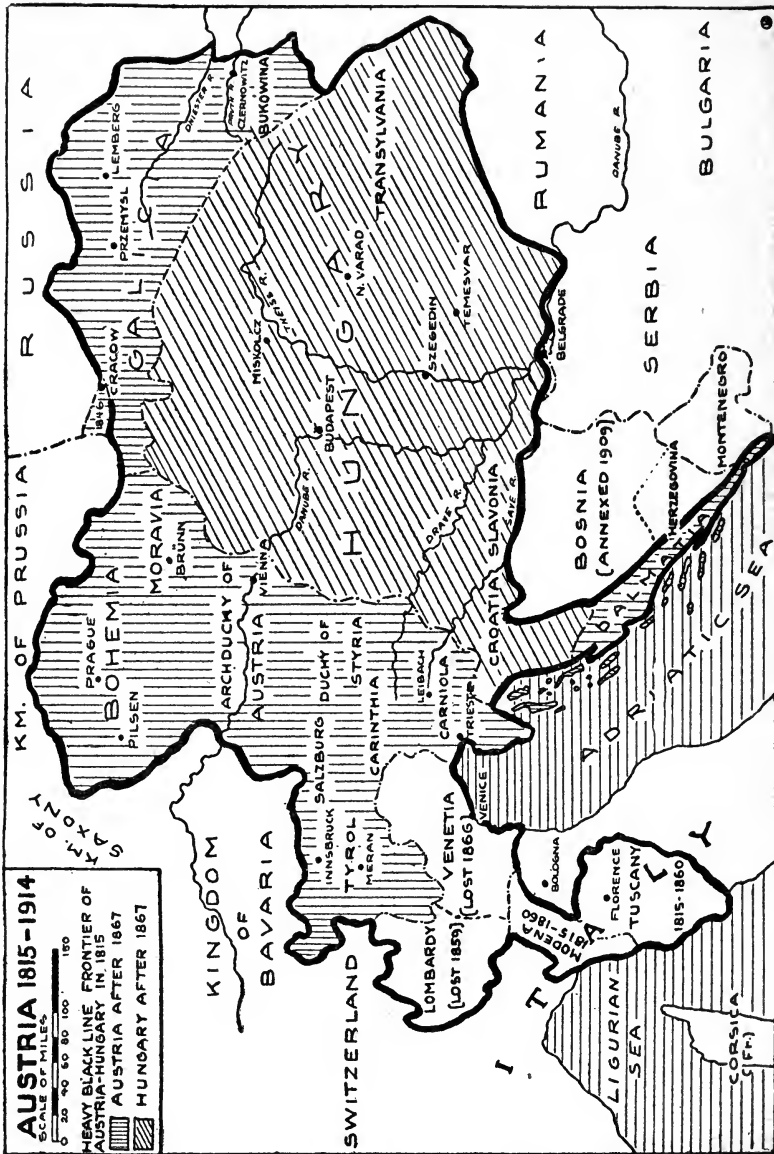 AUSTRIA 1815-1914
SCALE OF MILES
0 20 40 60 80 100 150
HEAVY BLACK LINE FRONTIER OF
AUSTRIA-HUNGARY IN 1815
AUSTRIA AFTER 1867
HUNGARY AFTER 1867
KM. OF
SAXONY
KM. OF PRUSSIA
RUSSIA
KINGDOM
OF
BAVARIA
SWITZERLAND
PRAGUE
BOHEMIA
PILSEN
MORAVIA
BRÜNN
1846
CRACOW
GALICIA
PRZEMYSL
LEMBERG
DNIESTER R.
PRUTH R.
CZERNOWITZ
BUKOWINA
ARCHDUCHY OF
AUSTRIA
VIENNA
DANUBE R.
SALZBURG
DUCHY OF
STYRIA
INNSBRUCK
TYROL
MERAN
CARINTHIA
LEIBACH
CARNIOLA
TRIESTE
HUNGARY
MISKOLCZ
THEISS R.
BUDAPEST
N. VARAD
TRANSYLVANIA
SZEGEDIN
TEMESVAR
DRAVE R.
CROATIA
SLAVONIA
SAVE R.
BELGRADE
RUMANIA
DANUBE R.
BULGARIA
SERBIA
BOSNIA
[ANNEXED 1909]
HERZEGOVINA
MONTENEGRO
DALMATIA
ADRIATIC SEA
LOMBARDY
[LOST 1859]
VENETIA
[LOST 1866]
VENICE
BOLOGNA
MODENA
1815-1860
FLORENCE
TUSCANY
1815-1860
ITALY
LIGURIAN
SEA
CORSICA
(Fr.)